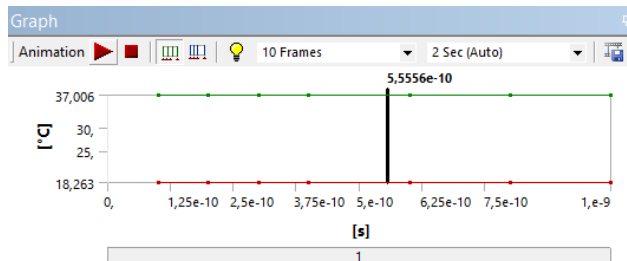 Graph
Animation 10 Frames 2 Sec (Auto)
5,5556e-10
37,006
30,
25,
18,263
[°C]
0, 1,25e-10 2,5e-10 3,75e-10 5,e-10 6,25e-10 7,5e-10 1,e-9
[s]
1